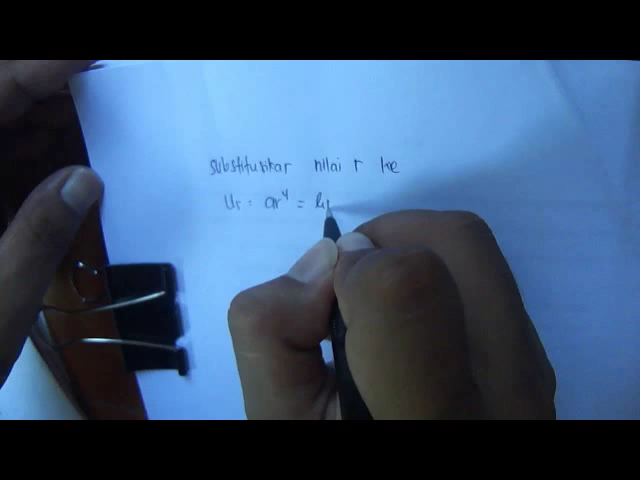 substitusikan nilai r ke
U₅ = ar⁴ =